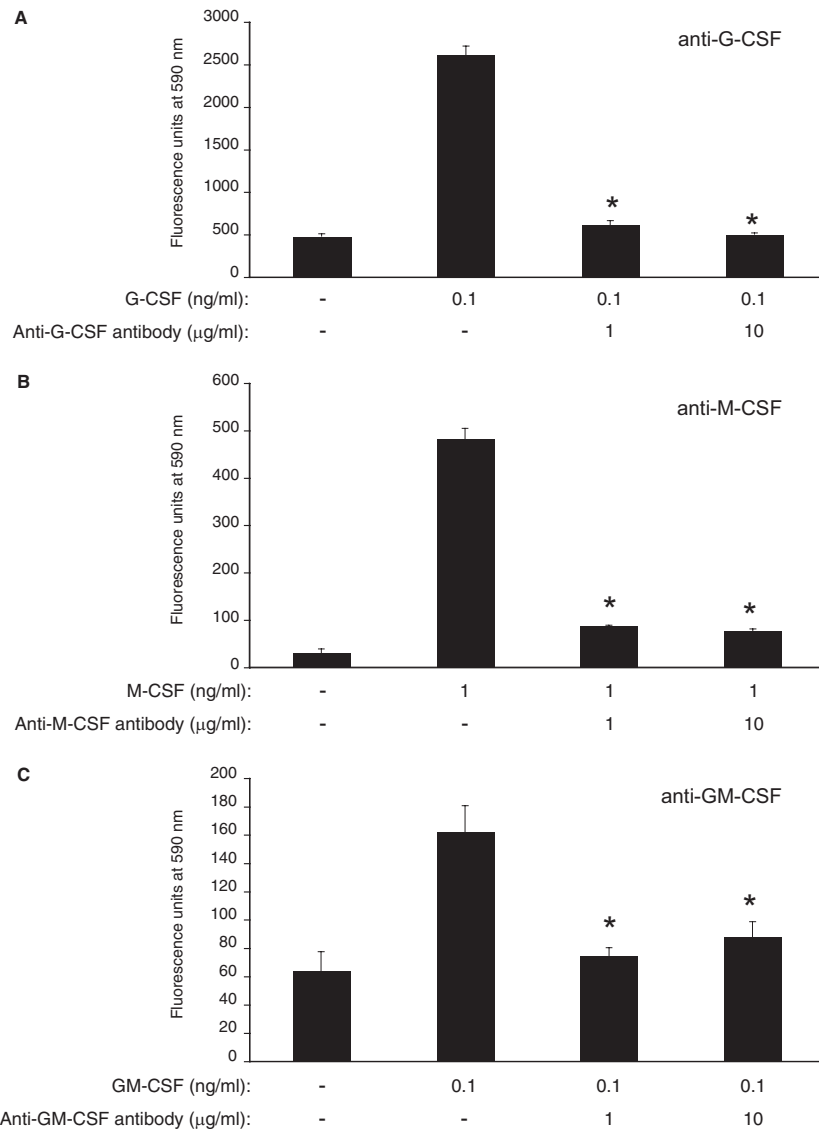 A
anti-G-CSF
Fluorescence units at 590 nm
3000
2500
2000
1500
1000
500
0
*
*
G-CSF (ng/ml): - 0.1 0.1 0.1
Anti-G-CSF antibody (μg/ml): - - 1 10
B
anti-M-CSF
Fluorescence units at 590 nm
600
500
400
300
200
100
0
*
*
M-CSF (ng/ml): - 1 1 1
Anti-M-CSF antibody (μg/ml): - - 1 10
C
anti-GM-CSF
Fluorescence units at 590 nm
200
180
160
140
120
100
80
60
40
20
0
*
*
GM-CSF (ng/ml): - 0.1 0.1 0.1
Anti-GM-CSF antibody (μg/ml): - - 1 10